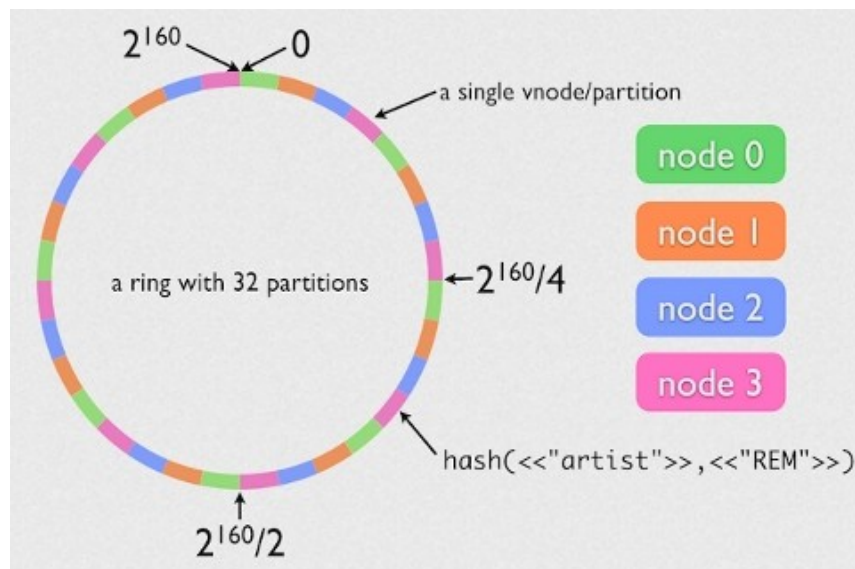 2¹⁶⁰
0
a single vnode/partition
node 0
node 1
node 2
node 3
a ring with 32 partitions
2¹⁶⁰/4
hash(<<"artist">>,<<"REM">>)
2¹⁶⁰/2